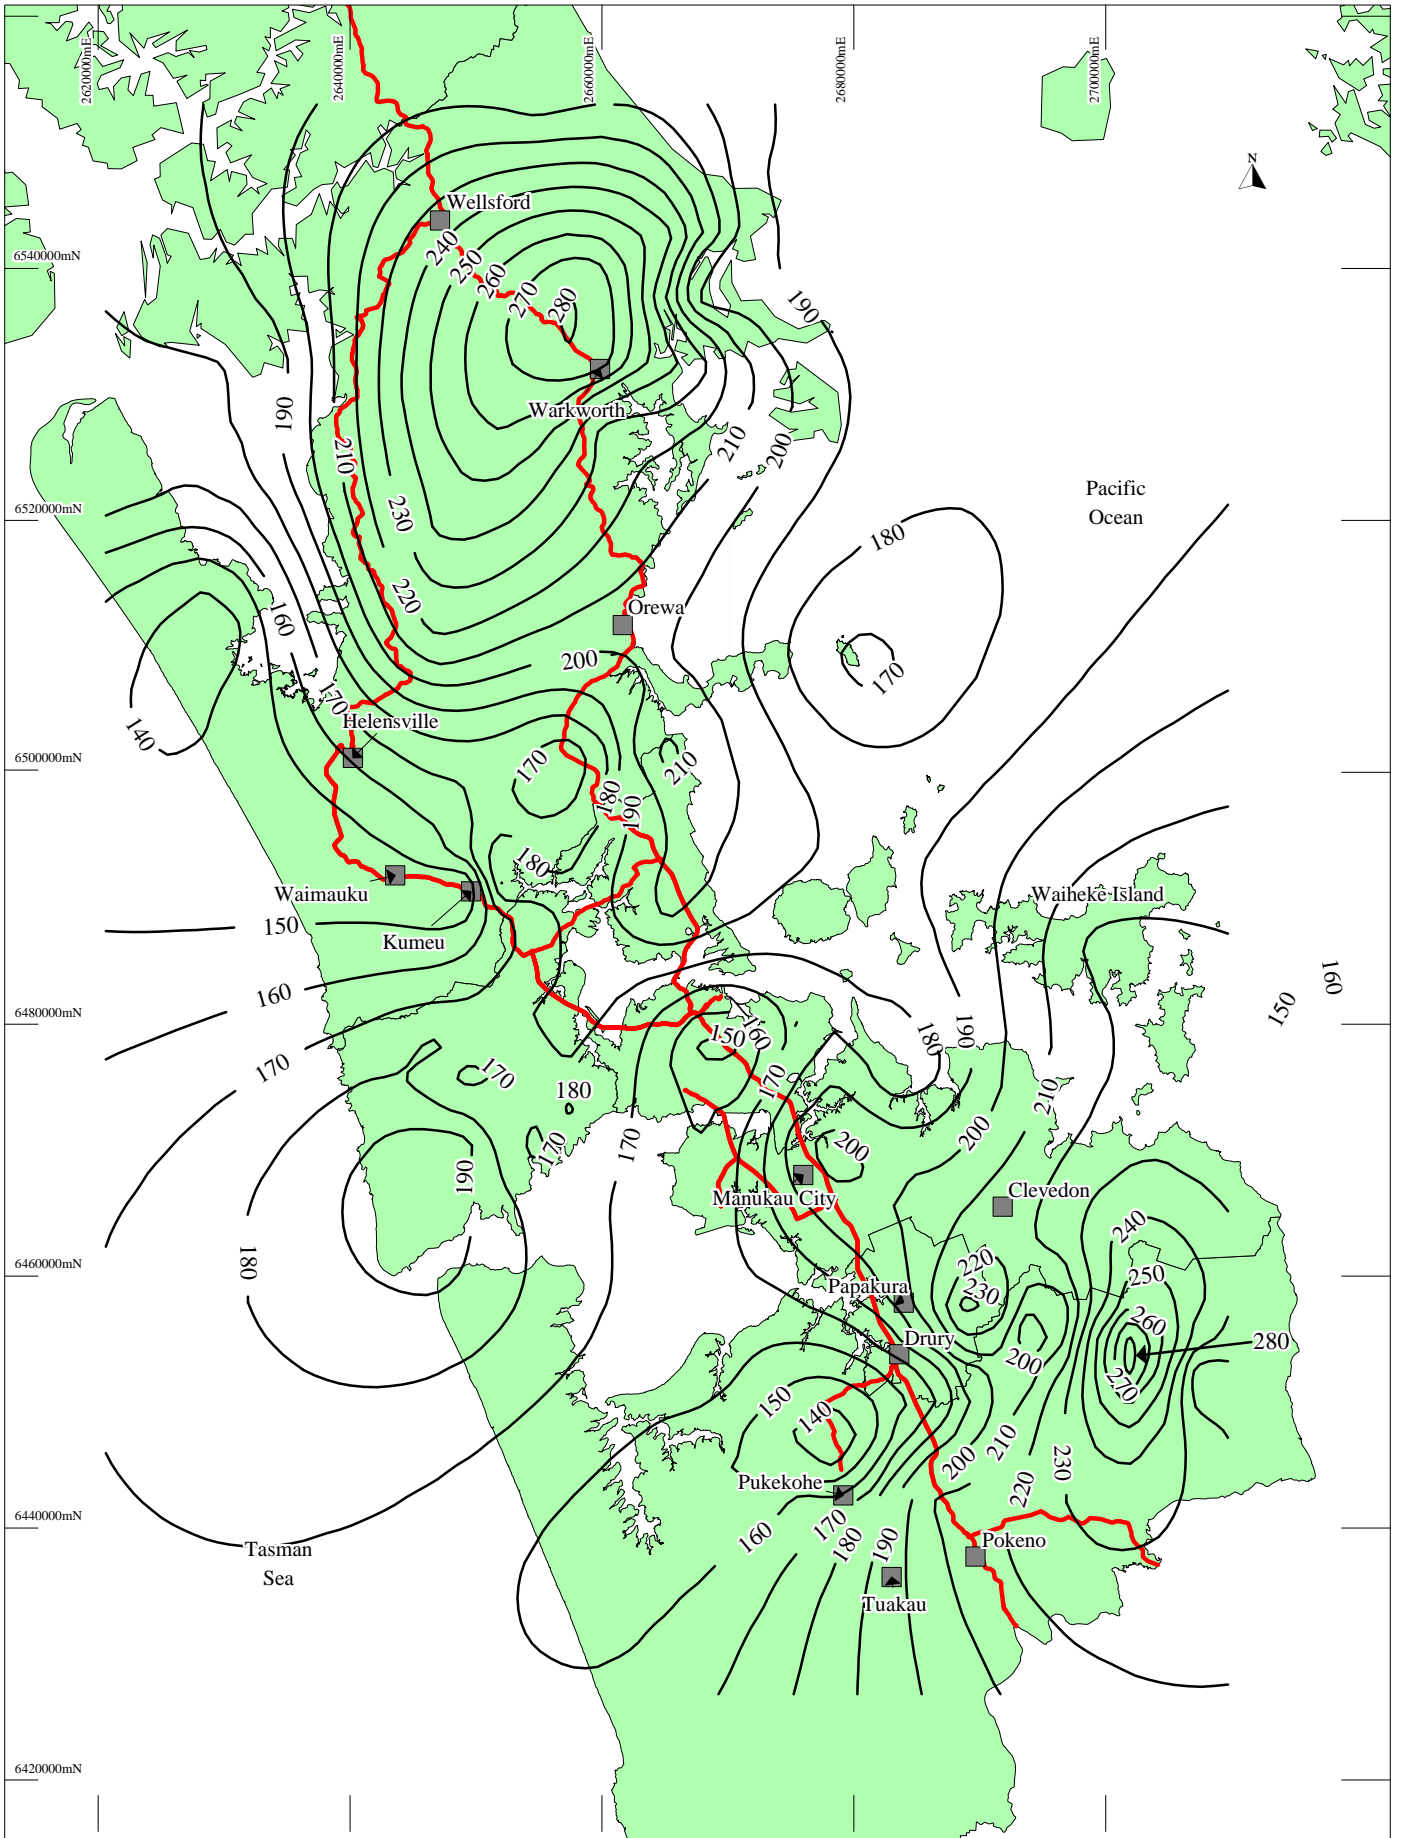 2620000mE
2640000mE
2660000mE
2680000mE
2700000mE
N
Wellsford
240
6540000mN
250
260
270
280
190
Warkworth
190
210
200
210
Pacific
Ocean
6520000mN
230
180
220
160
Orewa
200
170
170
140
Helensville
6500000mN
170
210
180
190
180
Waimauku
Waiheke Island
150
Kumeu
160
150
160
6480000mN
150
160
180
190
170
170
170
180
210
170
170
200
200
190
Manukau City
Clevedon
240
6460000mN
180
220
250
Papakura
230
260
Drury
280
200
270
150
140
210
200
230
Pukekohe
220
170
160
180
190
6440000mN
Pokeno
Tasman
Sea
Tuakau
6420000mN